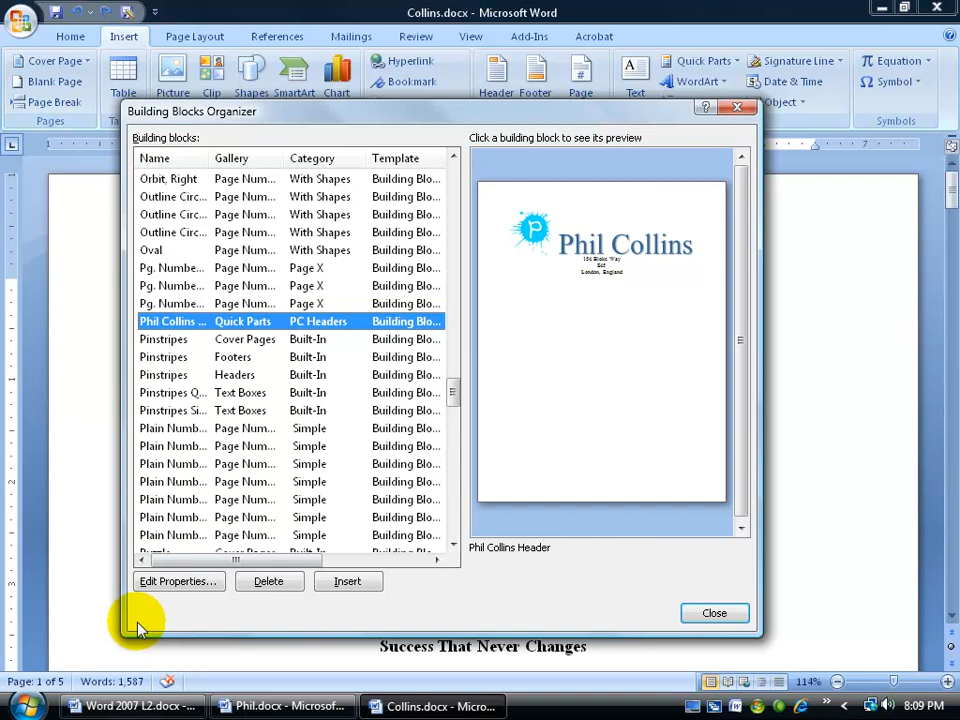 Collins.docx - Microsoft Word
Home Insert Page Layout References Mailings Review View Add-Ins Acrobat
Cover Page
Blank Page
Page Break
Pages
Table
Picture Clip Shapes SmartArt Chart
Hyperlink
Bookmark
Header Footer Page
Text
Quick Parts
WordArt
Signature Line
Date & Time
Object
π Equation
Ω Symbol
Symbols
Building Blocks Organizer
Building blocks:
Click a building block to see its preview
Name Gallery Category Template
Orbit, Right Page Num... With Shapes Building Blo...
Outline Circ... Page Num... With Shapes Building Blo...
Outline Circ... Page Num... With Shapes Building Blo...
Outline Circ... Page Num... With Shapes Building Blo...
Oval Page Num... With Shapes Building Blo...
Pg. Numbe... Page Num... Page X Building Blo...
Pg. Numbe... Page Num... Page X Building Blo...
Pg. Numbe... Page Num... Page X Building Blo...
Phil Collins ... Quick Parts PC Headers Building Blo...
Pinstripes Cover Pages Built-In Building Blo...
Pinstripes Footers Built-In Building Blo...
Pinstripes Headers Built-In Building Blo...
Pinstripes Q... Text Boxes Built-In Building Blo...
Pinstripes Si... Text Boxes Built-In Building Blo...
Plain Numb... Page Num... Simple Building Blo...
Plain Numb... Page Num... Simple Building Blo...
Plain Numb... Page Num... Simple Building Blo...
Plain Numb... Page Num... Simple Building Blo...
Plain Numb... Page Num... Simple Building Blo...
Plain Numb... Page Num... Simple Building Blo...
Plain Numb... Page Num... Simple Building Blo...
P
Phil Collins
London, England
Phil Collins Header
Edit Properties... Delete Insert
Close
Success That Never Changes
Page: 1 of 5 Words: 1,587
114%
Word 2007 L2.docx -... Phil.docx - Microsof... Collins.docx - Micro...
8:09 PM